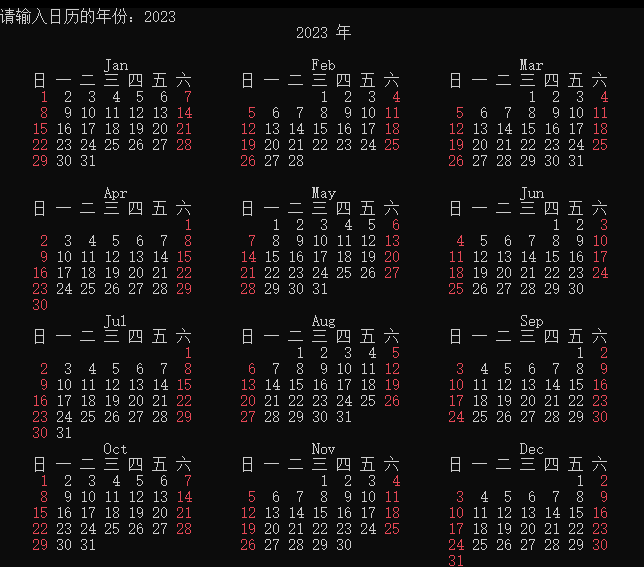 请输入日历的年份：2023
2023 年
Jan Feb Mar
日 一 二 三 四 五 六 日 一 二 三 四 五 六 日 一 二 三 四 五 六
1 2 3 4 5 6 7 1 2 3 4 1 2 3 4
8 9 10 11 12 13 14 5 6 7 8 9 10 11 5 6 7 8 9 10 11
15 16 17 18 19 20 21 12 13 14 15 16 17 18 12 13 14 15 16 17 18
22 23 24 25 26 27 28 19 20 21 22 23 24 25 19 20 21 22 23 24 25
29 30 31 26 27 28 26 27 28 29 30 31
Apr May Jun
日 一 二 三 四 五 六 日 一 二 三 四 五 六 日 一 二 三 四 五 六
1 1 2 3 4 5 6 1 2 3
2 3 4 5 6 7 8 7 8 9 10 11 12 13 4 5 6 7 8 9 10
9 10 11 12 13 14 15 14 15 16 17 18 19 20 11 12 13 14 15 16 17
16 17 18 19 20 21 22 21 22 23 24 25 26 27 18 19 20 21 22 23 24
23 24 25 26 27 28 29 28 29 30 31 25 26 27 28 29 30
30
Jul Aug Sep
日 一 二 三 四 五 六 日 一 二 三 四 五 六 日 一 二 三 四 五 六
1 1 2 3 4 5 1 2
2 3 4 5 6 7 8 6 7 8 9 10 11 12 3 4 5 6 7 8 9
9 10 11 12 13 14 15 13 14 15 16 17 18 19 10 11 12 13 14 15 16
16 17 18 19 20 21 22 20 21 22 23 24 25 26 17 18 19 20 21 22 23
23 24 25 26 27 28 29 27 28 29 30 31 24 25 26 27 28 29 30
30 31
Oct Nov Dec
日 一 二 三 四 五 六 日 一 二 三 四 五 六 日 一 二 三 四 五 六
1 2 3 4 5 6 7 1 2 3 4 1 2
8 9 10 11 12 13 14 5 6 7 8 9 10 11 3 4 5 6 7 8 9
15 16 17 18 19 20 21 12 13 14 15 16 17 18 10 11 12 13 14 15 16
22 23 24 25 26 27 28 19 20 21 22 23 24 25 17 18 19 20 21 22 23
29 30 31 26 27 28 29 30 24 25 26 27 28 29 30
31